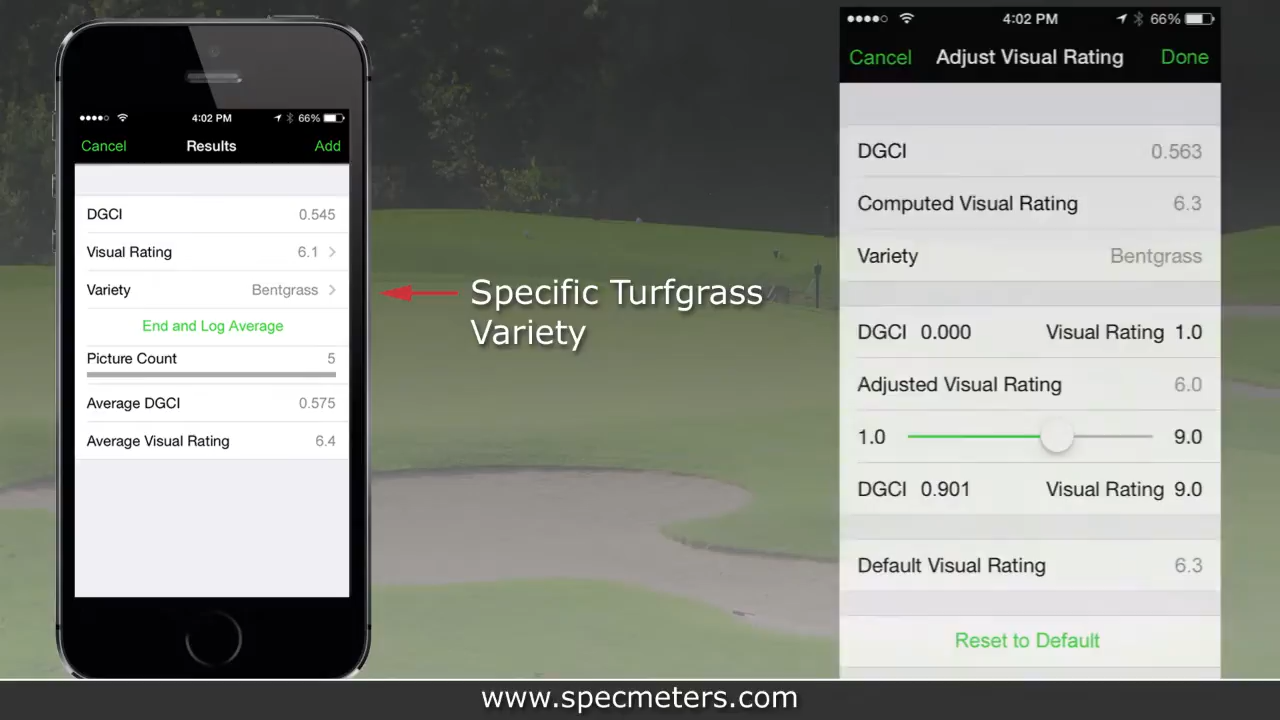 4:02 PM
66%
Cancel
Results
Add
DGCI
0.545
Visual Rating
6.1
Variety
Bentgrass
End and Log Average
Picture Count
5
Average DGCI
0.575
Average Visual Rating
6.4
Specific Turfgrass
Variety
4:02 PM
66%
Cancel
Adjust Visual Rating
Done
DGCI
0.563
Computed Visual Rating
6.3
Variety
Bentgrass
DGCI 0.000
Visual Rating 1.0
Adjusted Visual Rating
6.0
1.0
9.0
DGCI 0.901
Visual Rating 9.0
Default Visual Rating
6.3
Reset to Default
www.specmeters.com